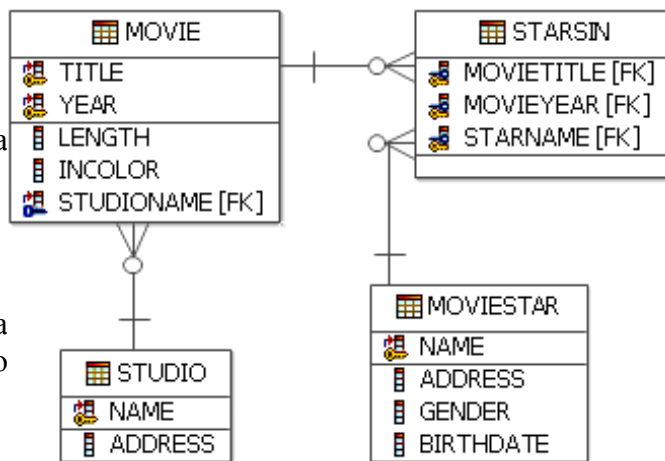 MOVIE
TITLE
YEAR
LENGTH
INCOLOR
STUDIONAME [FK]
STARSIN
MOVIETITLE [FK]
MOVIEYEAR [FK]
STARNAME [FK]
a
a
o
STUDIO
NAME
ADDRESS
MOVIESTAR
NAME
ADDRESS
GENDER
BIRTHDATE